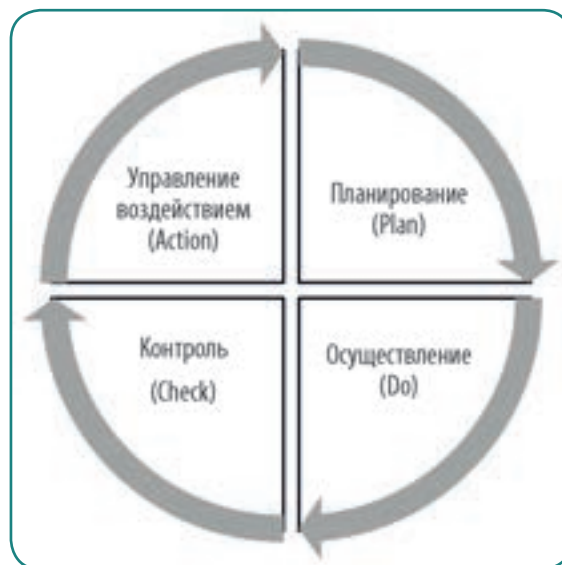 Управление
воздействием
(Action)
Планирование
(Plan)
Контроль
(Check)
Осуществление
(Do)